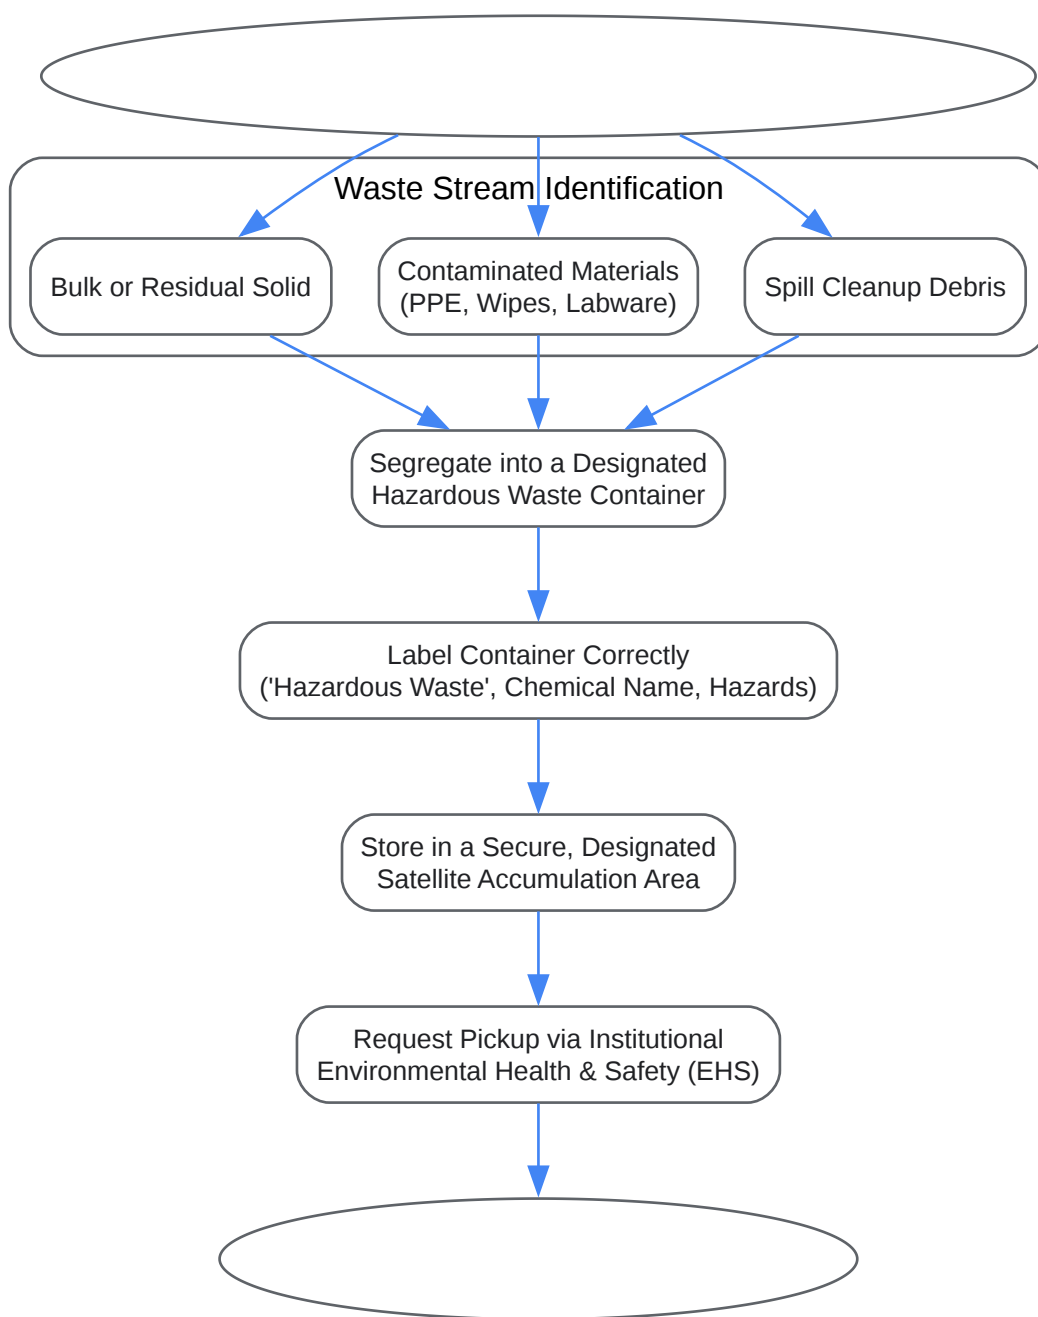 Waste Stream Identification
Bulk or Residual Solid
Contaminated Materials
(PPE, Wipes, Labware)
Spill Cleanup Debris
Segregate into a Designated
Hazardous Waste Container
Label Container Correctly
('Hazardous Waste', Chemical Name, Hazards)
Store in a Secure, Designated
Satellite Accumulation Area
Request Pickup via Institutional
Environmental Health & Safety (EHS)